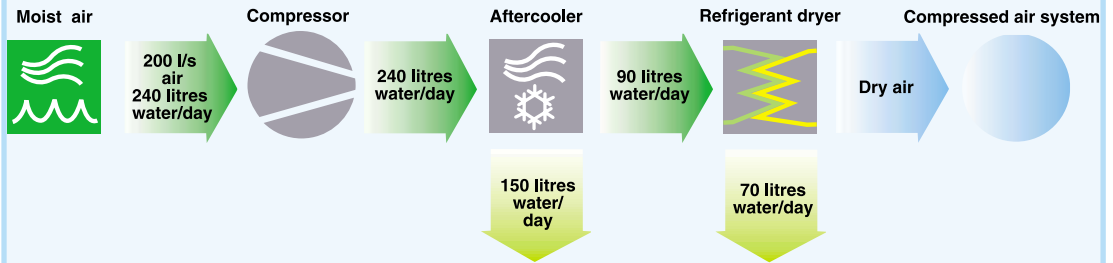 Moist air
Compressor
Aftercooler
Refrigerant dryer
Compressed air system
200 l/s
air
240 litres
water/day
240 litres
water/day
90 litres
water/day
Dry air
150 litres
water/
day
70 litres
water/day